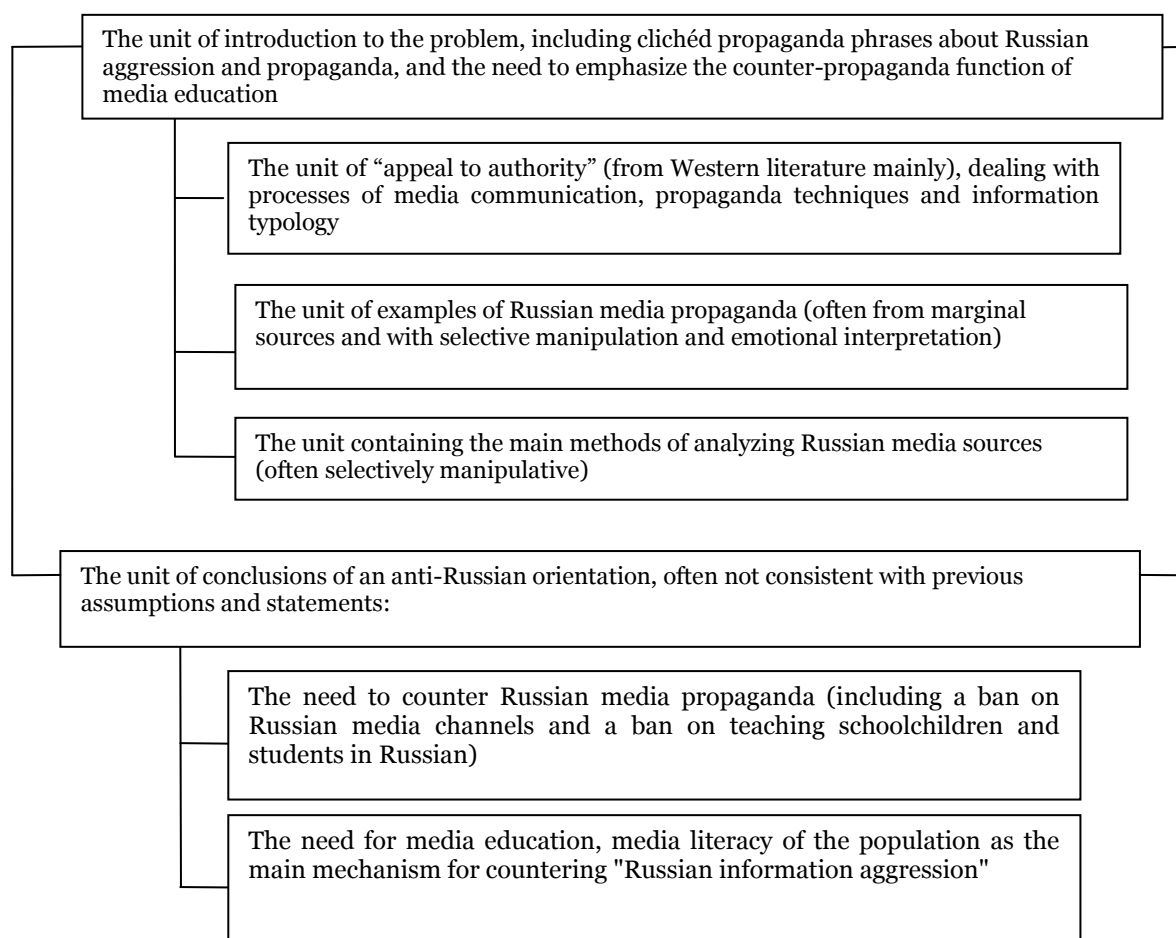 The unit of introduction to the problem, including clichéd propaganda phrases about Russian
aggression and propaganda, and the need to emphasize the counter-propaganda function of
media education
The unit of “appeal to authority” (from Western literature mainly), dealing with
processes of media communication, propaganda techniques and information
typology
The unit of examples of Russian media propaganda (often from marginal
sources and with selective manipulation and emotional interpretation)
The unit containing the main methods of analyzing Russian media sources
(often selectively manipulative)
The unit of conclusions of an anti-Russian orientation, often not consistent with previous
assumptions and statements:
The need to counter Russian media propaganda (including a ban on
Russian media channels and a ban on teaching schoolchildren and
students in Russian)
The need for media education, media literacy of the population as the
main mechanism for countering "Russian information aggression"